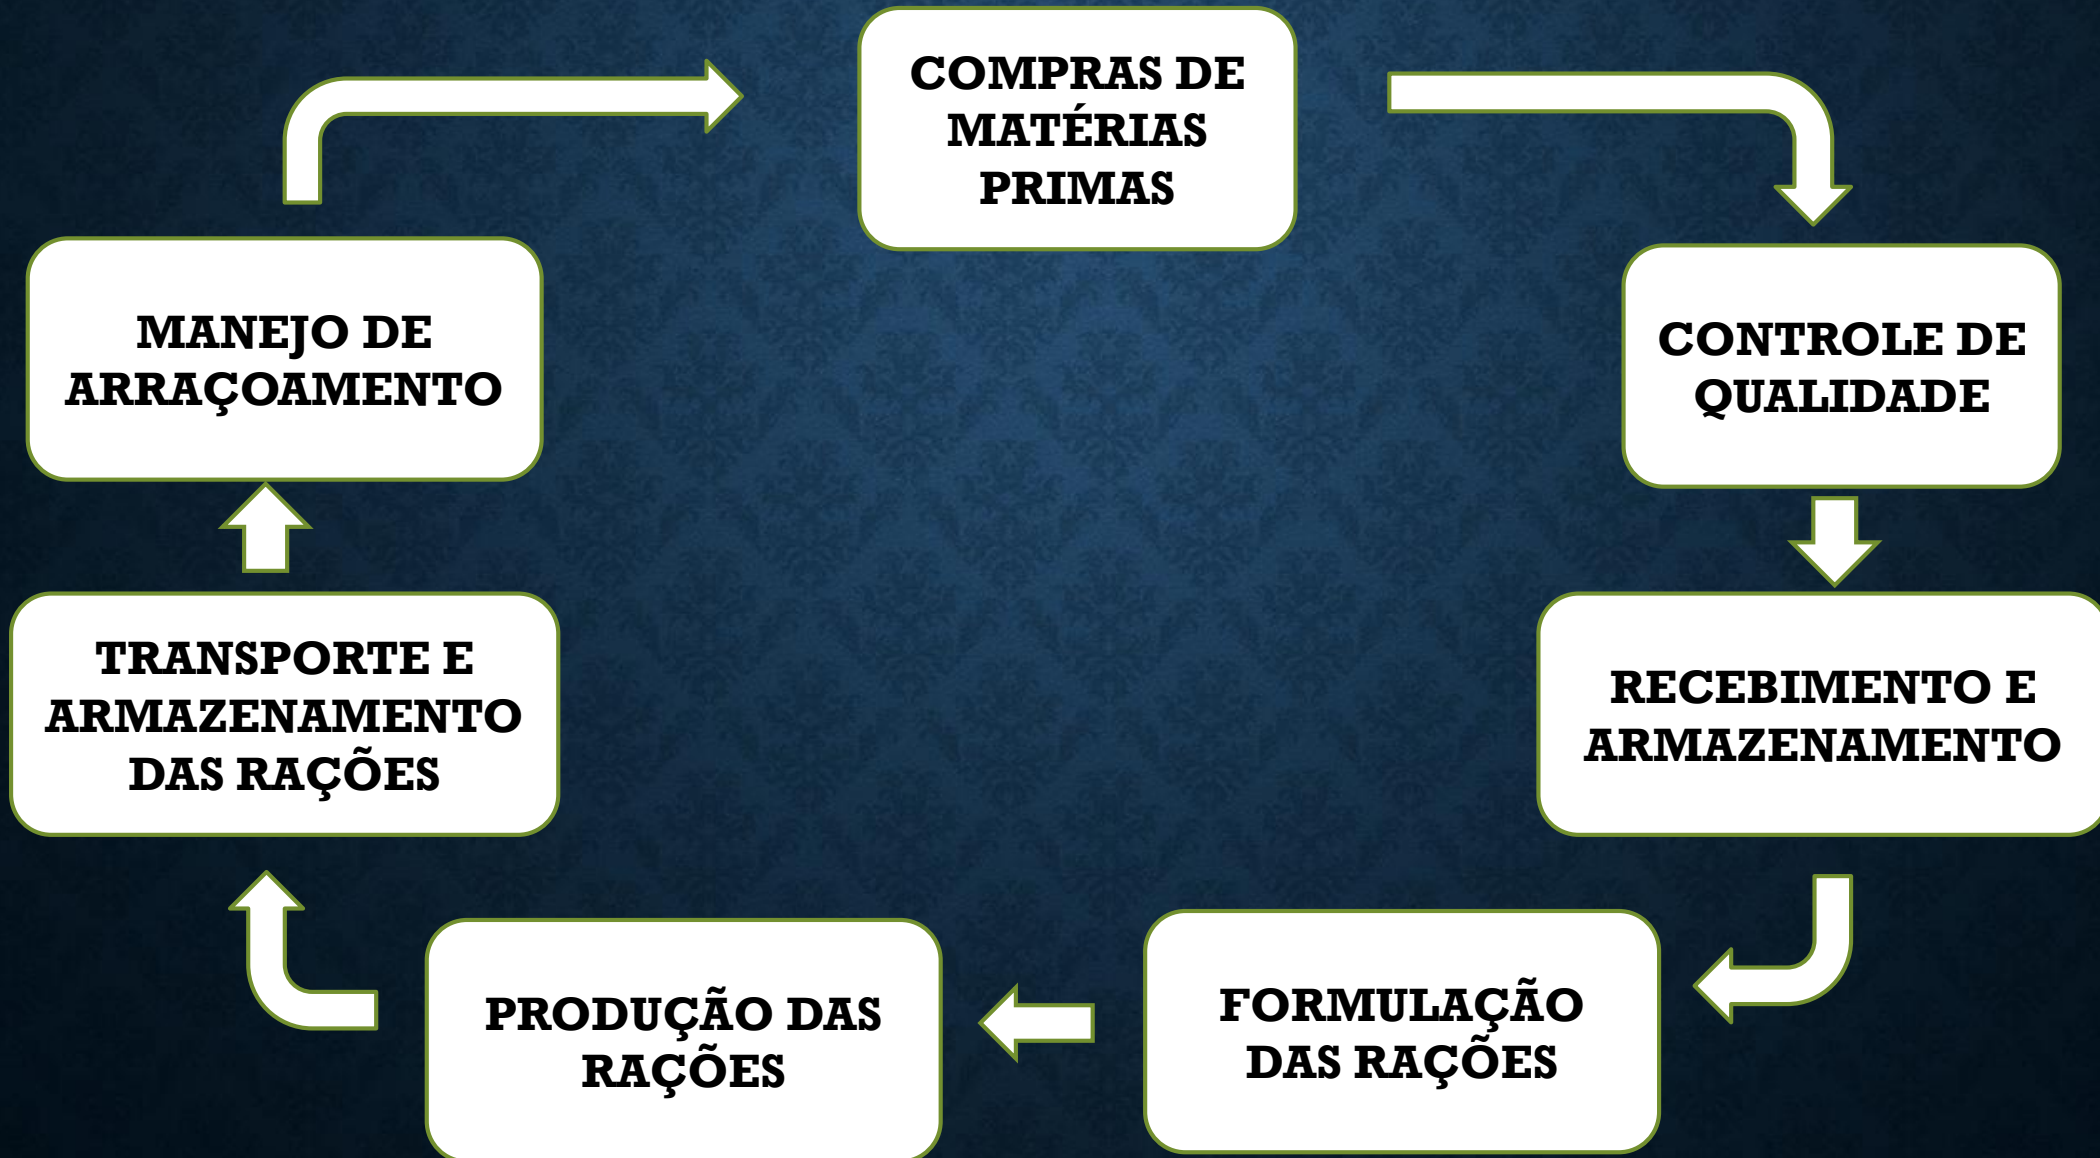 COMPRAS DE
MATÉRIAS
PRIMAS
CONTROLE DE
QUALIDADE
RECEBIMENTO E
ARMAZENAMENTO
FORMULAÇÃO
DAS RAÇÕES
PRODUÇÃO DAS
RAÇÕES
TRANSPORTE E
ARMAZENAMENTO
DAS RAÇÕES
MANEJO DE
ARRAÇOAMENTO